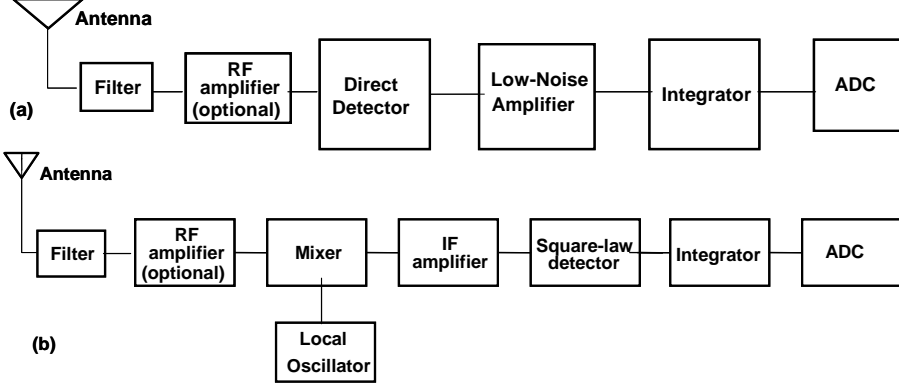 Antenna
Filter
RF
amplifier
(optional)
Direct
Detector
Low-Noise
Amplifier
Integrator
ADC
(a)
Antenna
Filter
RF
amplifier
(optional)
Mixer
IF
amplifier
Square-law
detector
Integrator
ADC
Local
Oscillator
(b)